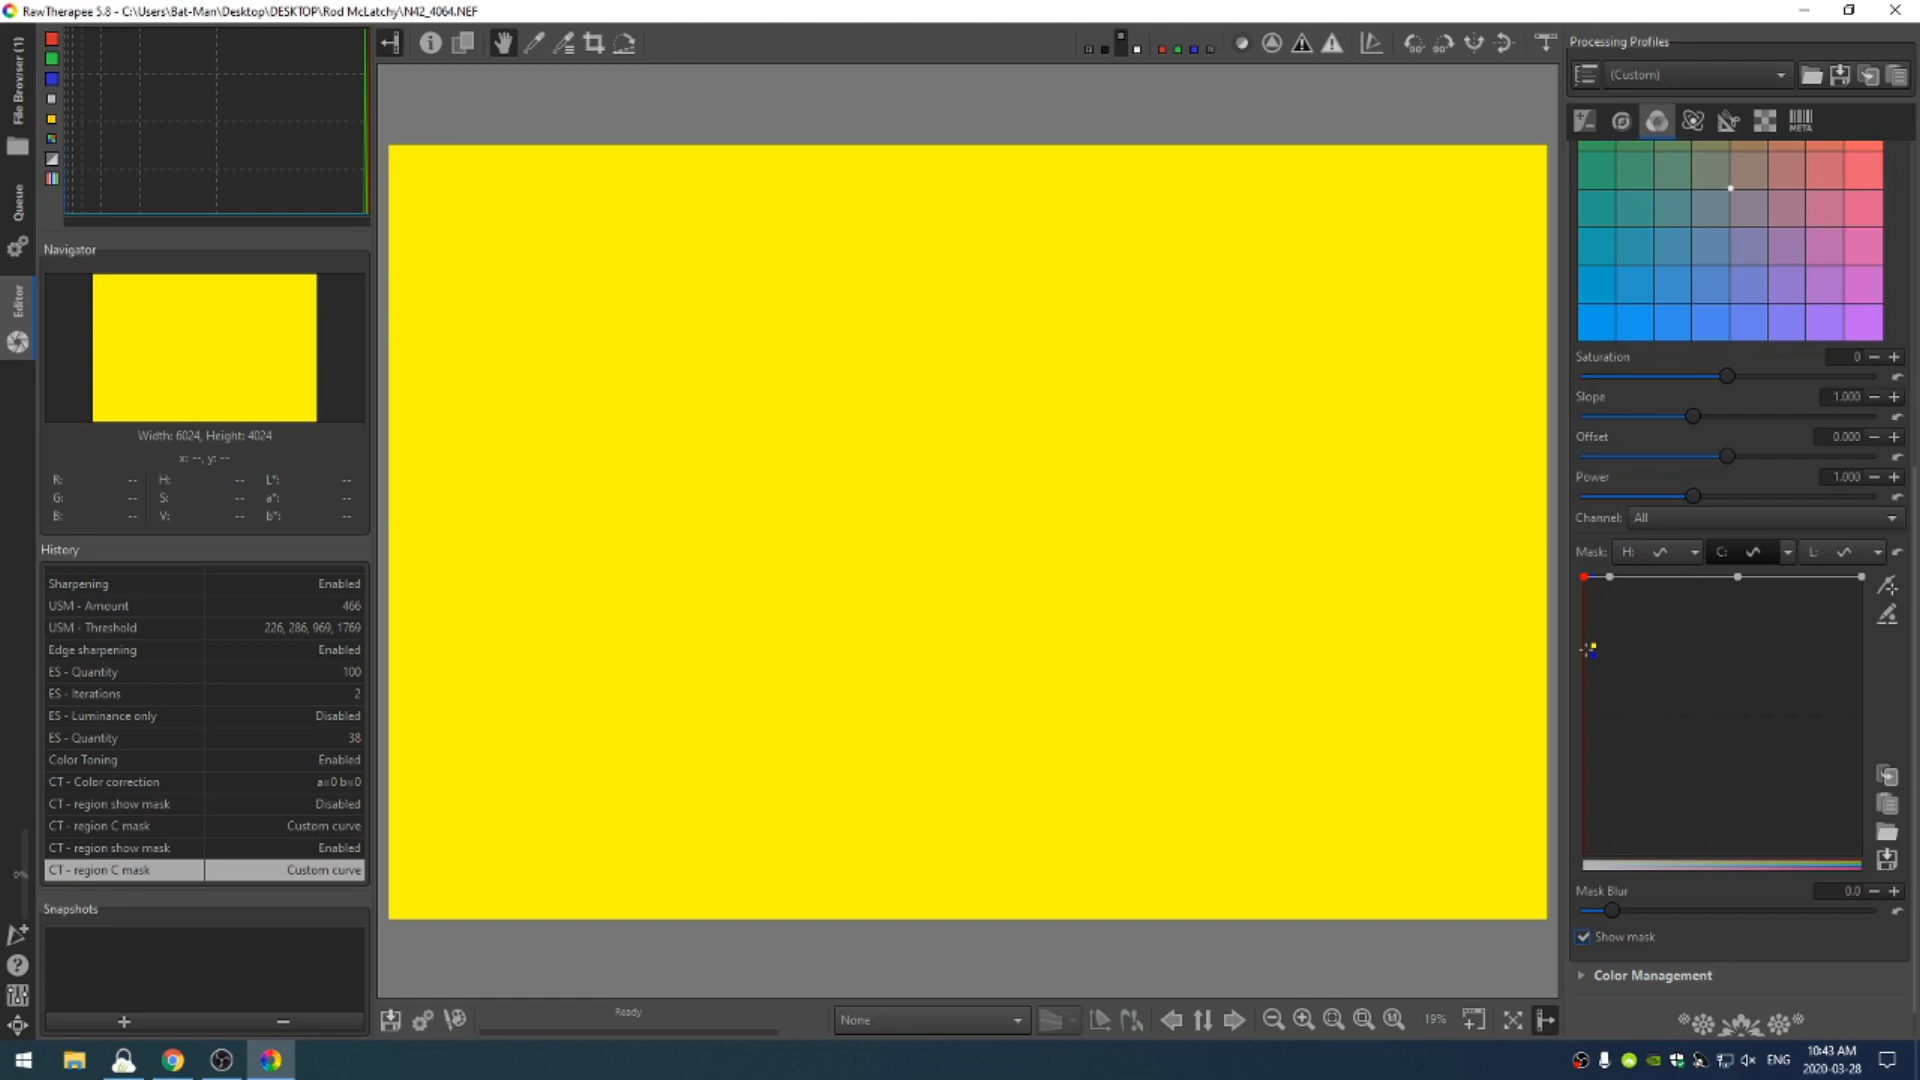 RawTherapee 5.8 - C:\Users\Bat-Man\Desktop\DESKTOP\Rod McLatchy\N42_4064.NEF
File Browser (1)
Queue
Editor
Navigator
Width: 6024, Height: 4024
x: --, y: --
R: -- H: -- L*: --
G: -- S: -- a*: --
B: -- V: -- b*: --
History
Sharpening Enabled
USM - Amount 466
USM - Threshold 226, 286, 969, 1769
Edge sharpening Enabled
ES - Quantity 100
ES - Iterations 2
ES - Luminance only Disabled
ES - Quantity 38
Color Toning Enabled
CT - Color correction a=0 b=0
CT - region show mask Disabled
CT - region C mask Custom curve
CT - region show mask Enabled
CT - region C mask Custom curve
0%
Snapshots
Ready
None
19%
Processing Profiles
(Custom)
META
Saturation 0
Slope 1.000
Offset 0.000
Power 1.000
Channel: All
Mask: H: C: L:
Mask Blur 0.0
Show mask
Color Management
ENG
10:43 AM
2020-03-28